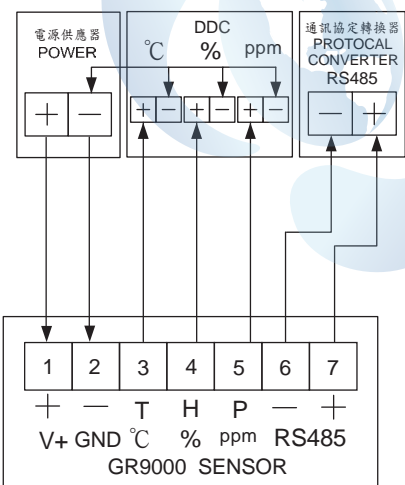 電源供應器
POWER
+ −
DDC
℃ % ppm
+ − + − + −
通訊協定轉換器
PROTOCAL
CONVERTER
RS485
− +
1 2 3 4 5 6 7
+ − T H P − +
V+ GND ℃ % ppm RS485
GR9000 SENSOR